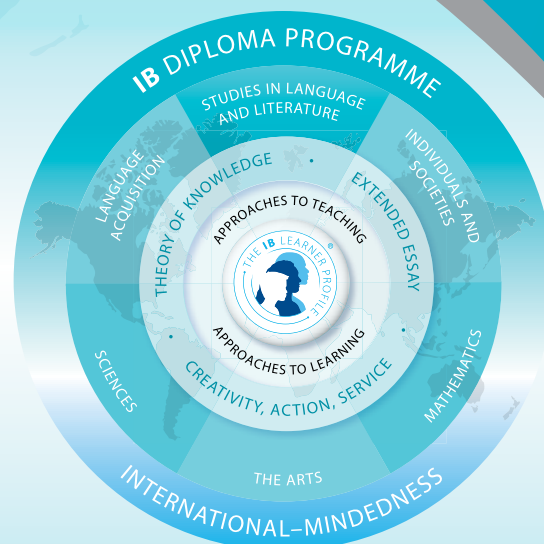 IB DIPLOMA PROGRAMME
STUDIES IN LANGUAGE
AND LITERATURE
LANGUAGE
ACQUISITION
INDIVIDUALS AND
SOCIETIES
THEORY OF KNOWLEDGE
EXTENDED ESSAY
APPROACHES TO TEACHING
THE IB LEARNER PROFILE
®
APPROACHES TO LEARNING
CREATIVITY, ACTION, SERVICE
SCIENCES
MATHEMATICS
THE ARTS
INTERNATIONAL–MINDEDNESS